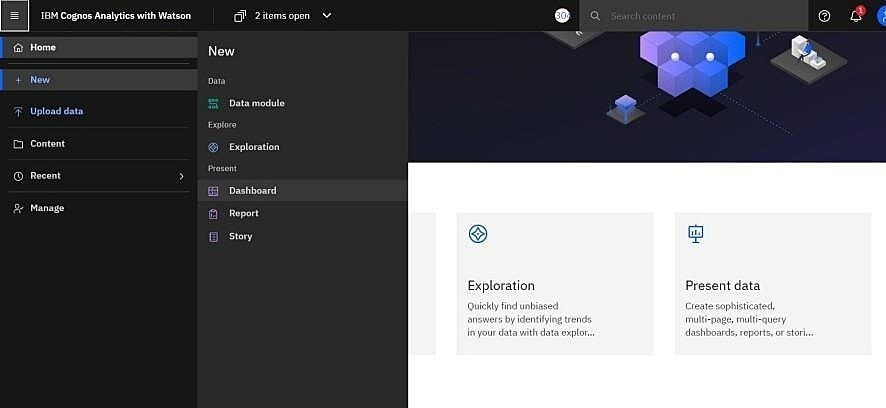 IBM Cognos Analytics with Watson
2 items open
Search content
1
Home
New
Upload data
Content
Recent
Manage
New
Data
Data module
Explore
Exploration
Present
Dashboard
Report
Story
Exploration
Quickly find unbiased
answers by identifying trends
in your data with data explor...
Present data
Create sophisticated,
multi-page, multi-query
dashboards, reports, or stori...